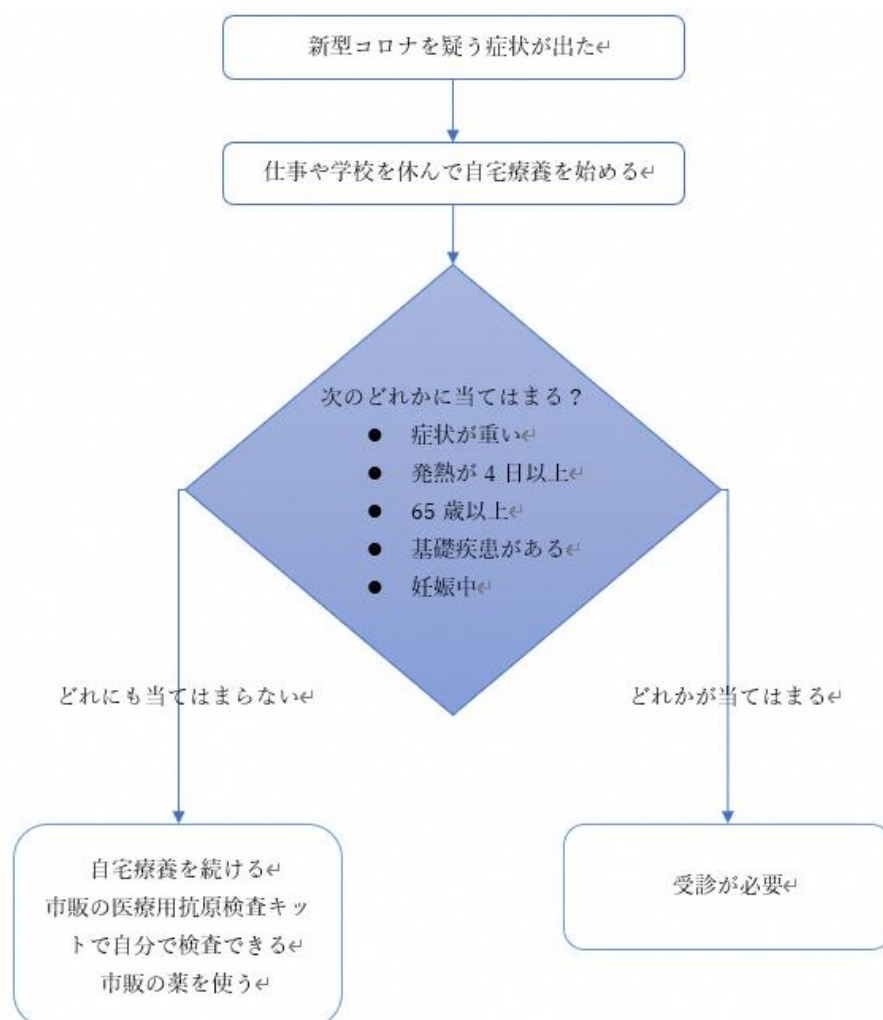 新型コロナを疑う症状が出た↵
仕事や学校を休んで自宅療養を始める↵
次のどれかに当てはまる？
● 症状が重い↵
● 発熱が 4 日以上↵
● 65 歳以上↵
● 基礎疾患がある↵
● 妊娠中↵
どれにも当てはまらない↵
どれかが当てはまる↵
自宅療養を続ける↵
市販の医療用抗原検査キッ
トで自分で検査できる↵
市販の薬を使う↵
受診が必要↵